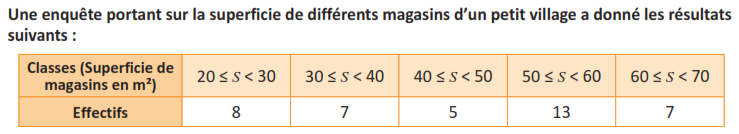 Une enquête portant sur la superficie de différents magasins d’un petit village a donné les résultats
suivants :
Classes (Superficie de
magasins en m²) 20 ≤ S < 30 30 ≤ S < 40 40 ≤ S < 50 50 ≤ S < 60 60 ≤ S < 70
Effectifs 8 7 5 13 7